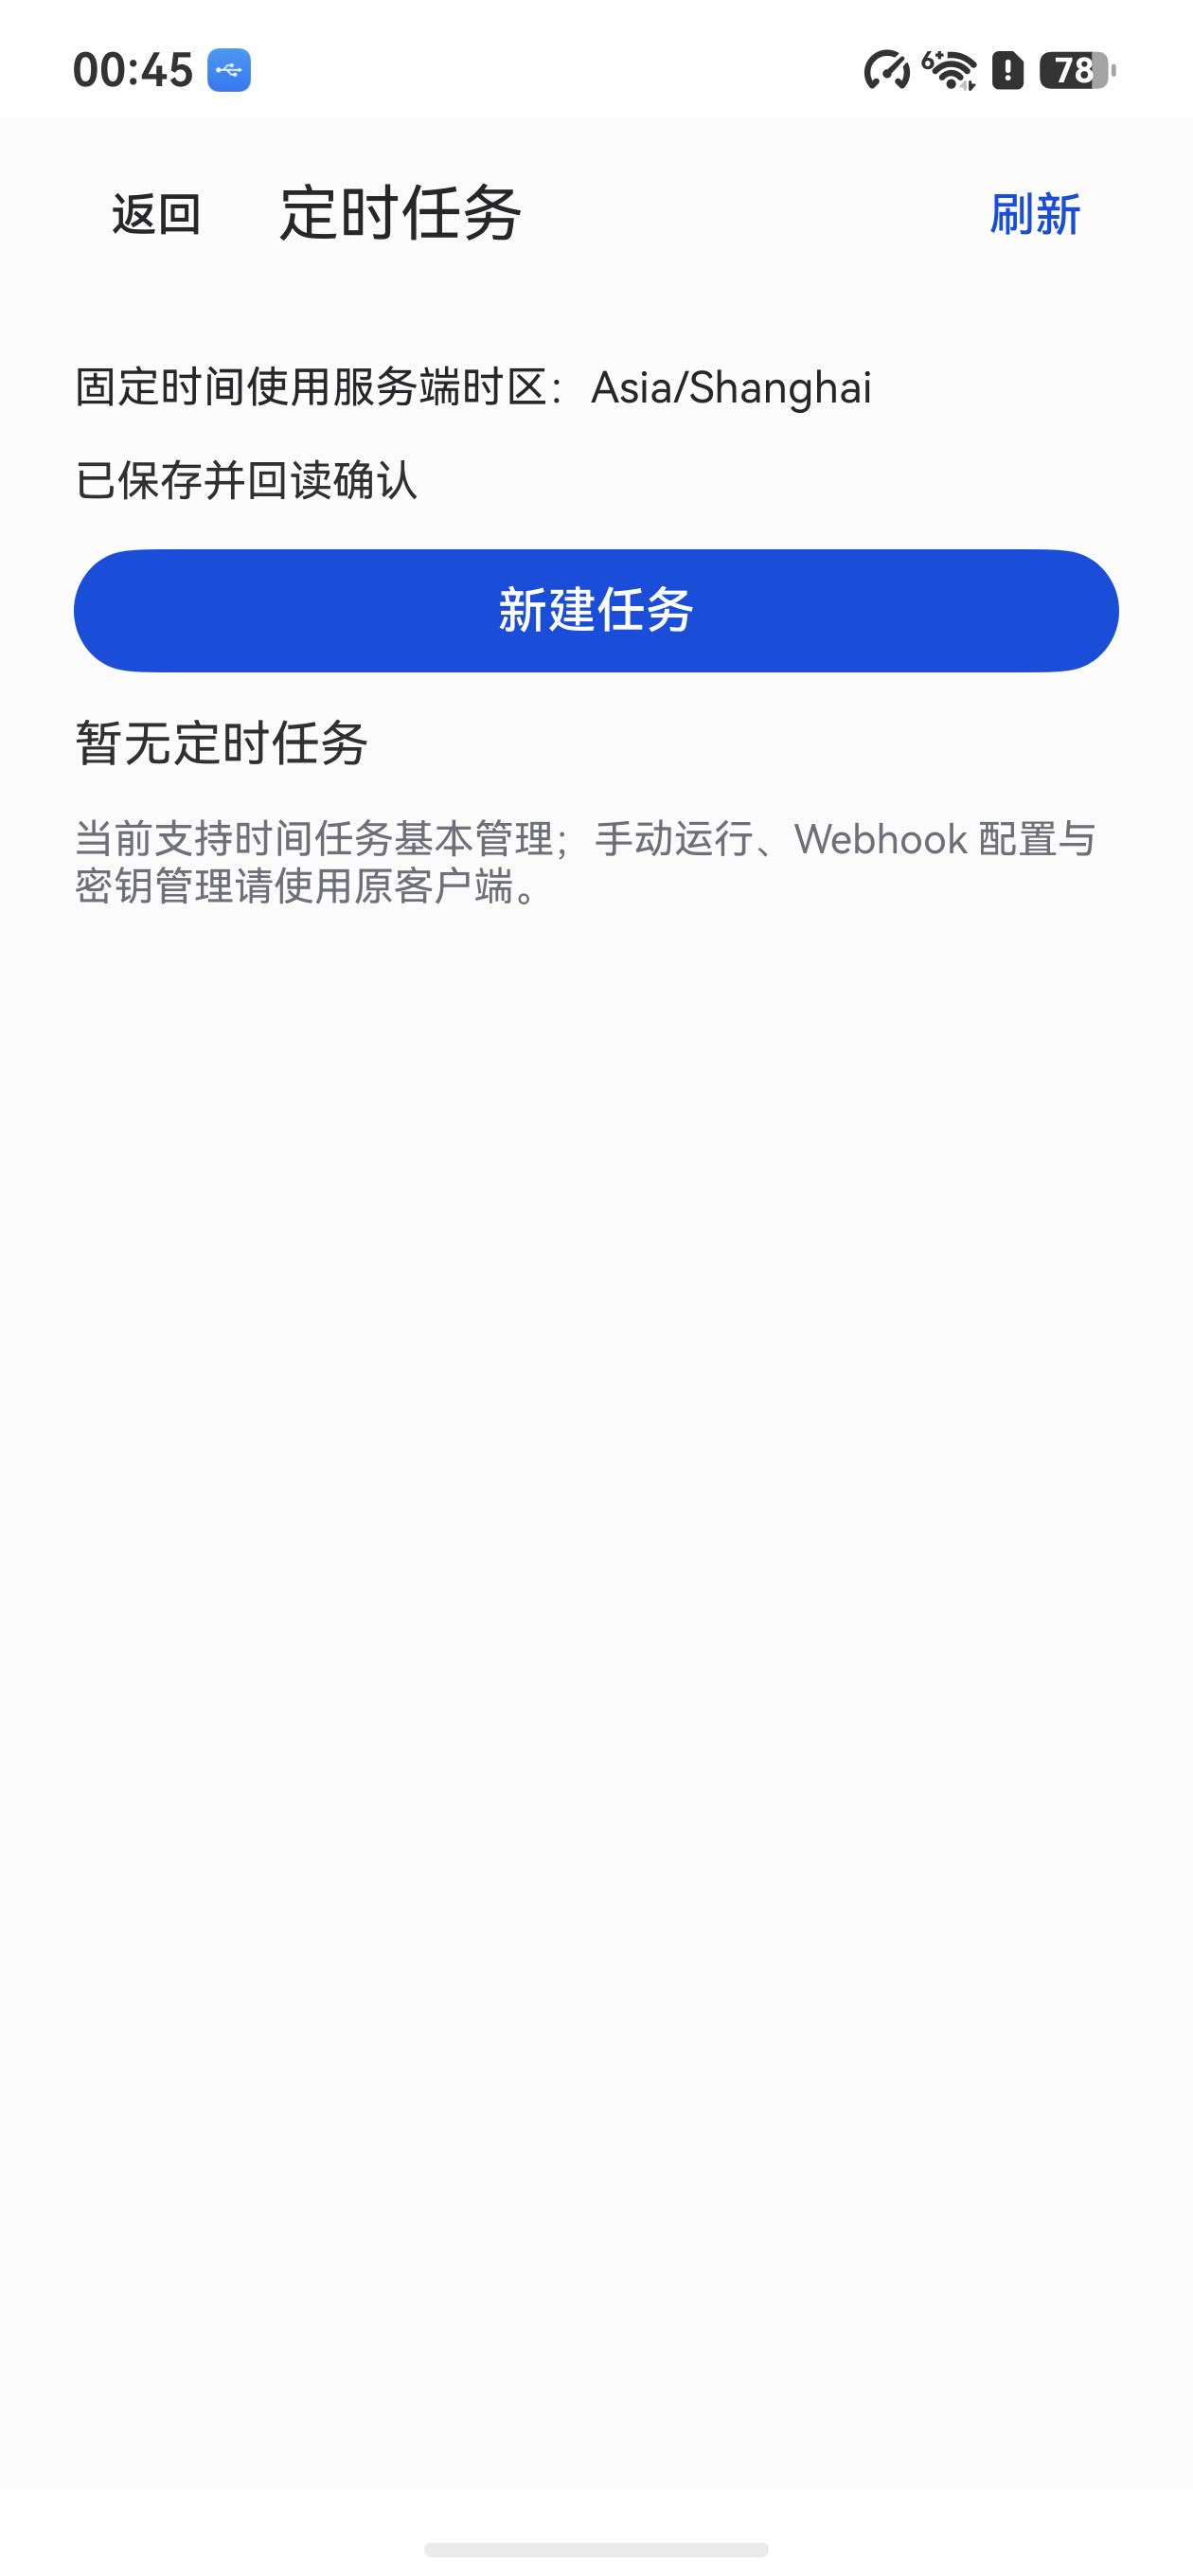 00:45
6+
78
返回
定时任务
刷新
固定时间使用服务端时区：Asia/Shanghai
已保存并回读确认
新建任务
暂无定时任务
当前支持时间任务基本管理；手动运行、Webhook 配置与
密钥管理请使用原客户端。